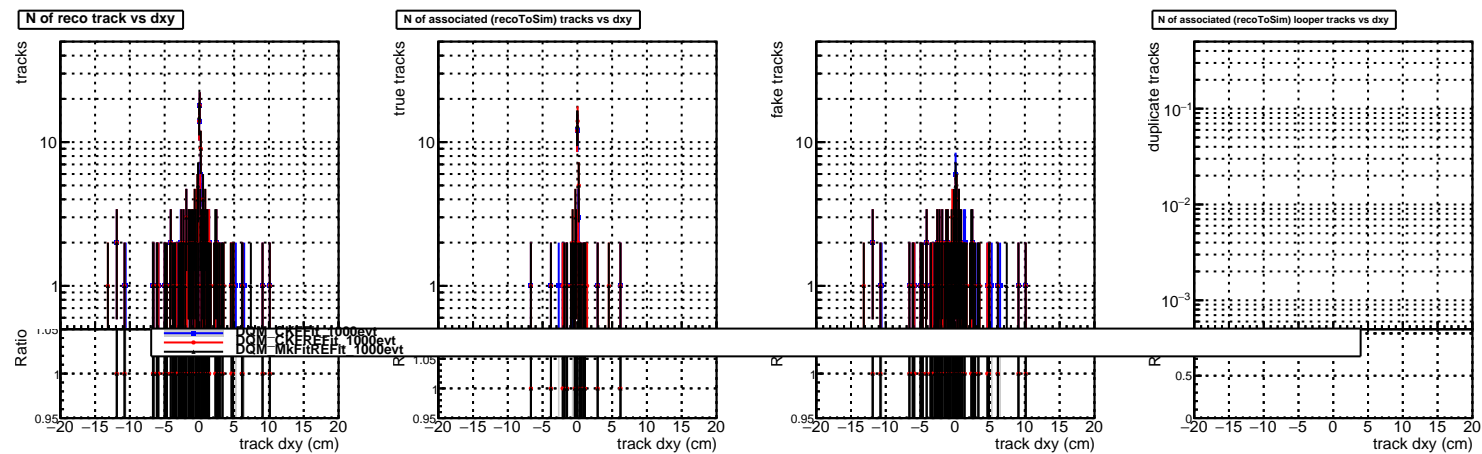 N of reco track vs dxy
tracks
10
1
Ratio
1.05
1
0.95
−20 −15 −10 −5 0 5 10 15 20
track dxy (cm)
N of associated (recoToSim) tracks vs dxy
true tracks
10
1
1.05
1
0.95
−20 −15 −10 −5 0 5 10 15 20
track dxy (cm)
fake tracks
10
1
1
0.95
−20 −15 −10 −5 0 5 10 15 20
track dxy (cm)
N of associated (recoToSim) looper tracks vs dxy
duplicate tracks
10−1
10−2
10−3
0.5
0
−20 −15 −10 −5 0 5 10 15 20
track dxy (cm)
DQM_CKFFit_1000evt
DQM_CKFREFit_1000evt
DQM_MkFitREFit_1000evt